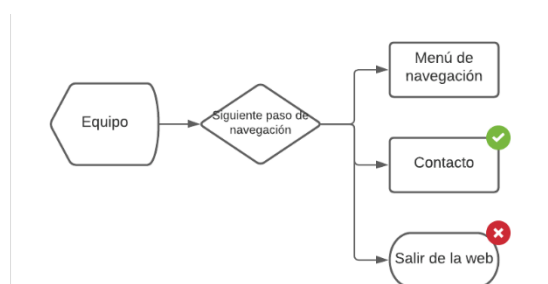 Equipo
Siguiente paso de
navegación
Menú de
navegación
Contacto
Salir de la web